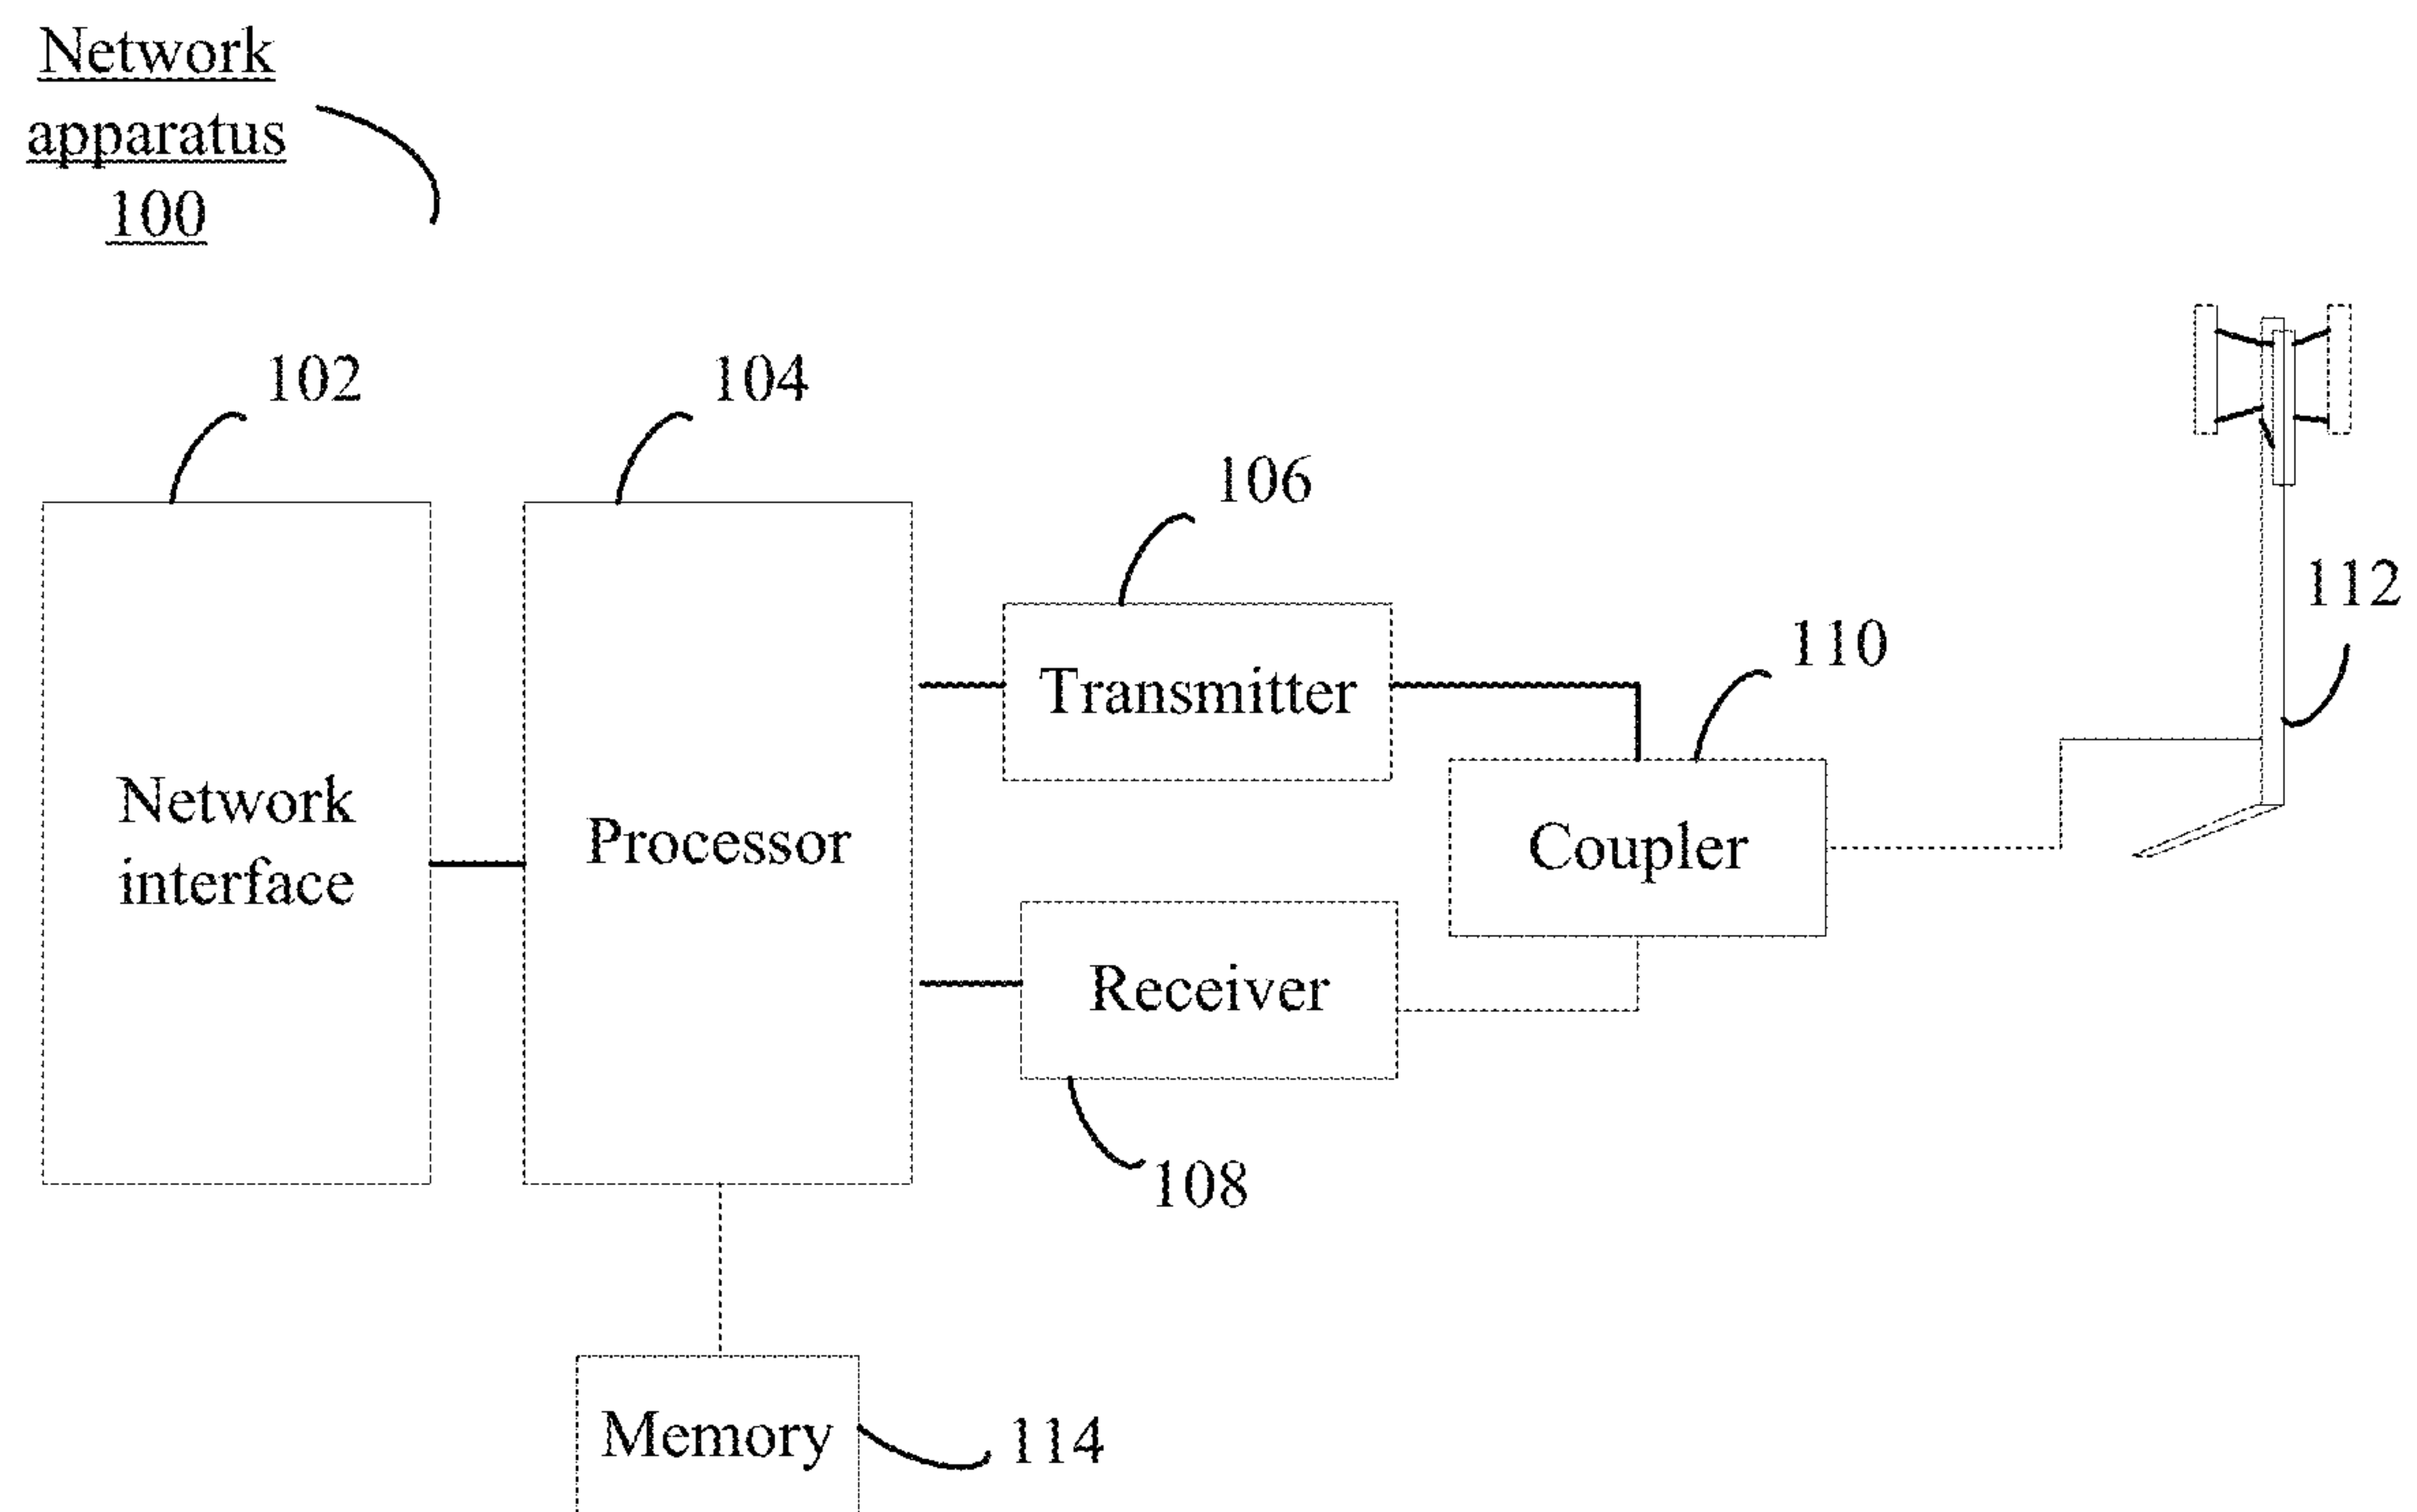 Network
apparatus
100
102
104
106
110
112
Network
interface
Processor
Transmitter
Coupler
Receiver
108
Memory
114